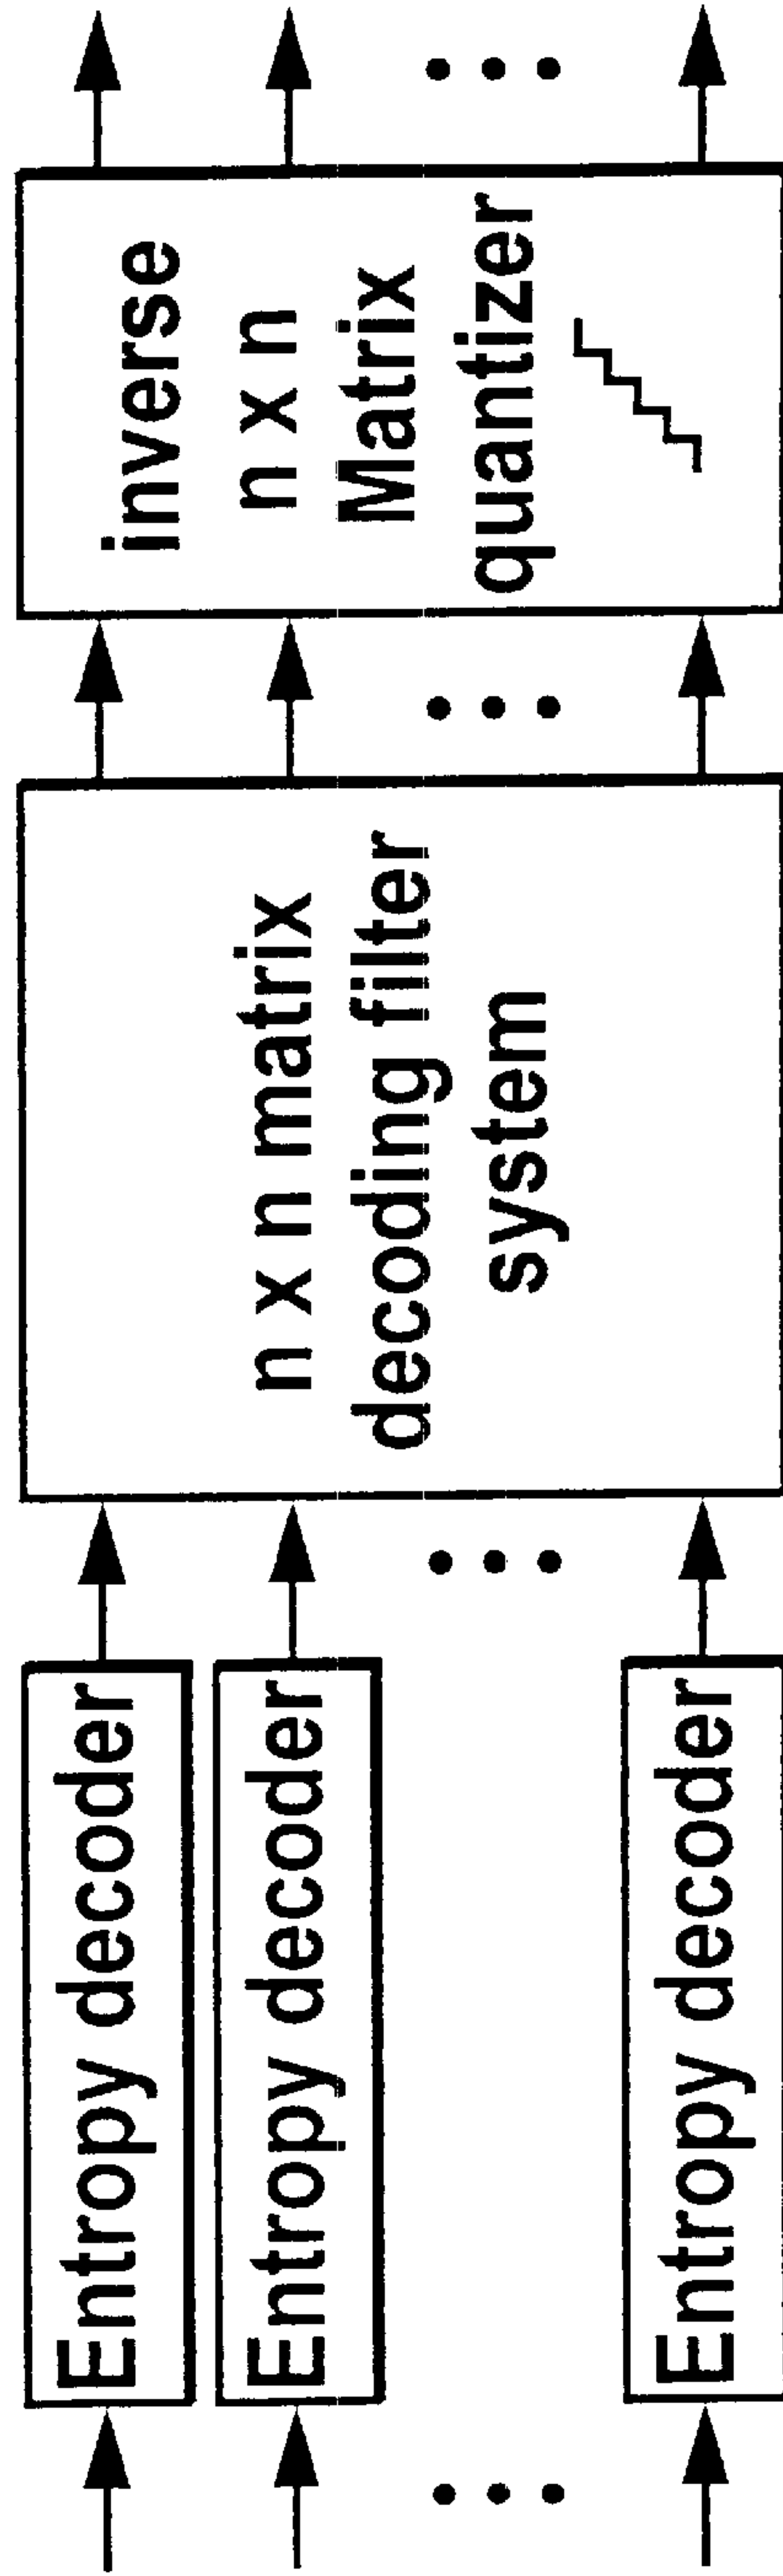 Entropy decoder
Entropy decoder
Entropy decoder
n x n matrix
decoding filter
system
inverse
n x n
Matrix
quantizer